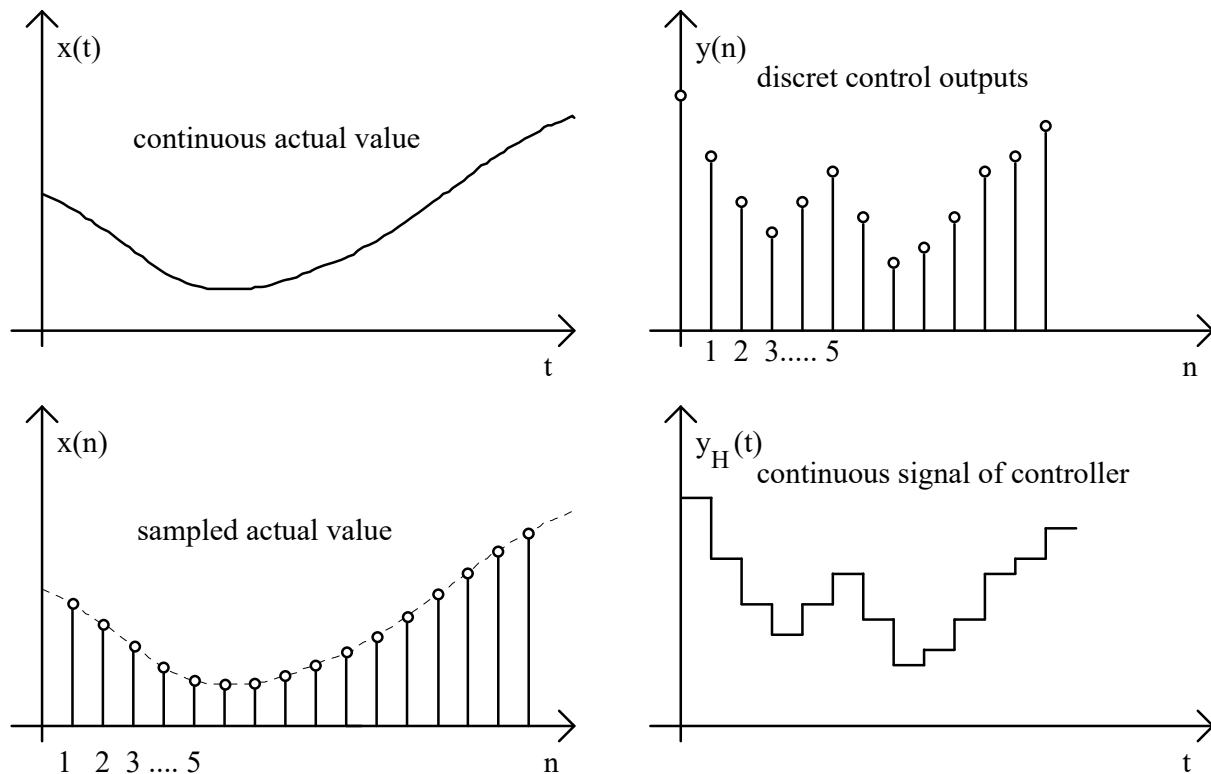 x(t)
continuous actual value
t
y(n)
discret control outputs
1 2 3..... 5
n
x(n)
sampled actual value
1 2 3 .... 5
n
y_H (t)
continuous signal of controller
t